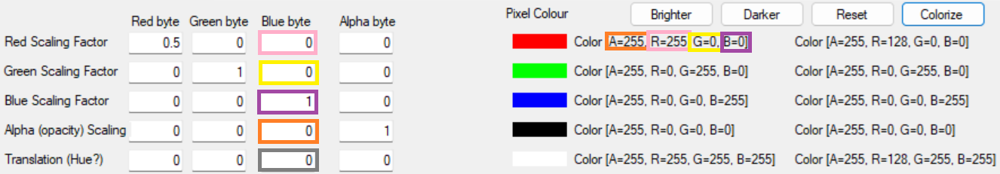 Pixel Colour Brighter Darker Reset Colorize
Red byte Green byte Blue byte Alpha byte
Red Scaling Factor 0.5 0 0 0 Color [A=255, R=255, G=0, B=0] Color [A=255, R=128, G=0, B=0]
Green Scaling Factor 0 1 0 0 Color [A=255, R=0, G=255, B=0] Color [A=255, R=0, G=255, B=0]
Blue Scaling Factor 0 0 1 0 Color [A=255, R=0, G=0, B=255] Color [A=255, R=0, G=0, B=255]
Alpha (opacity) Scaling 0 0 0 1 Color [A=255, R=0, G=0, B=0] Color [A=255, R=0, G=0, B=0]
Translation (Hue?) 0 0 0 0 Color [A=255, R=255, G=255, B=255] Color [A=255, R=128, G=255, B=255]